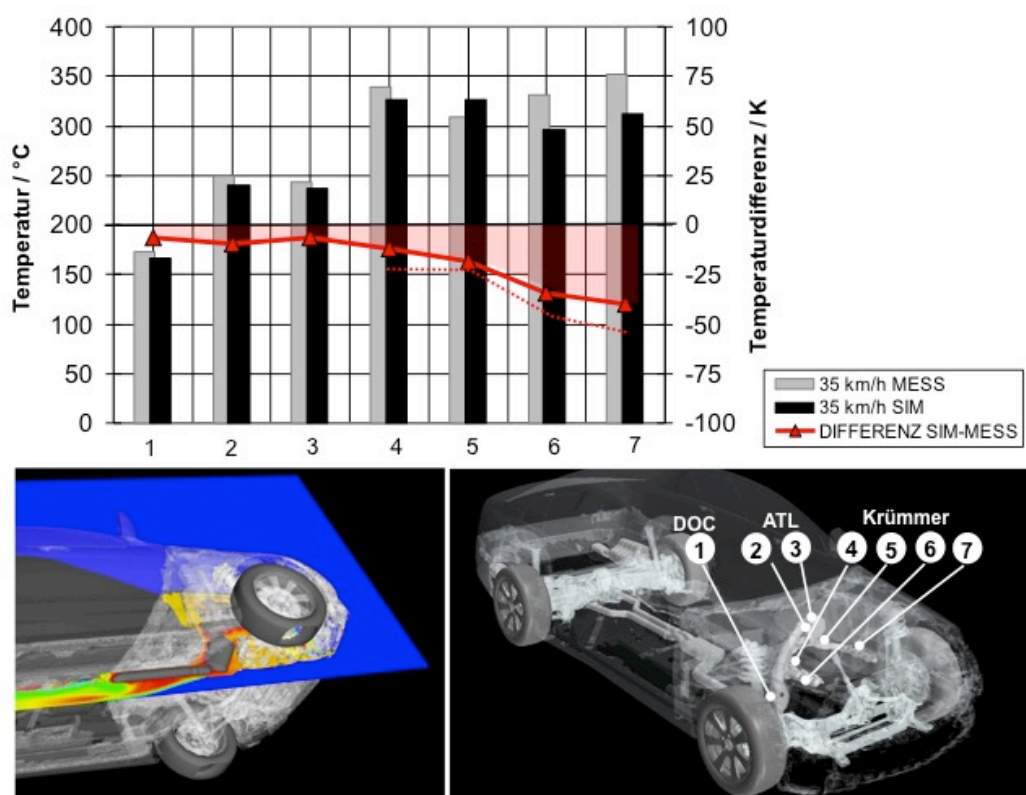 400
350
300
250
200
150
100
50
0
Temperatur / °C
100
75
50
25
0
-25
-50
-75
-100
Temperaturdifferenz / K
1 2 3 4 5 6 7
35 km/h MESS
35 km/h SIM
DIFFERENZ SIM-MESS
DOC ATL Krümmer
1 2 3 4 5 6 7